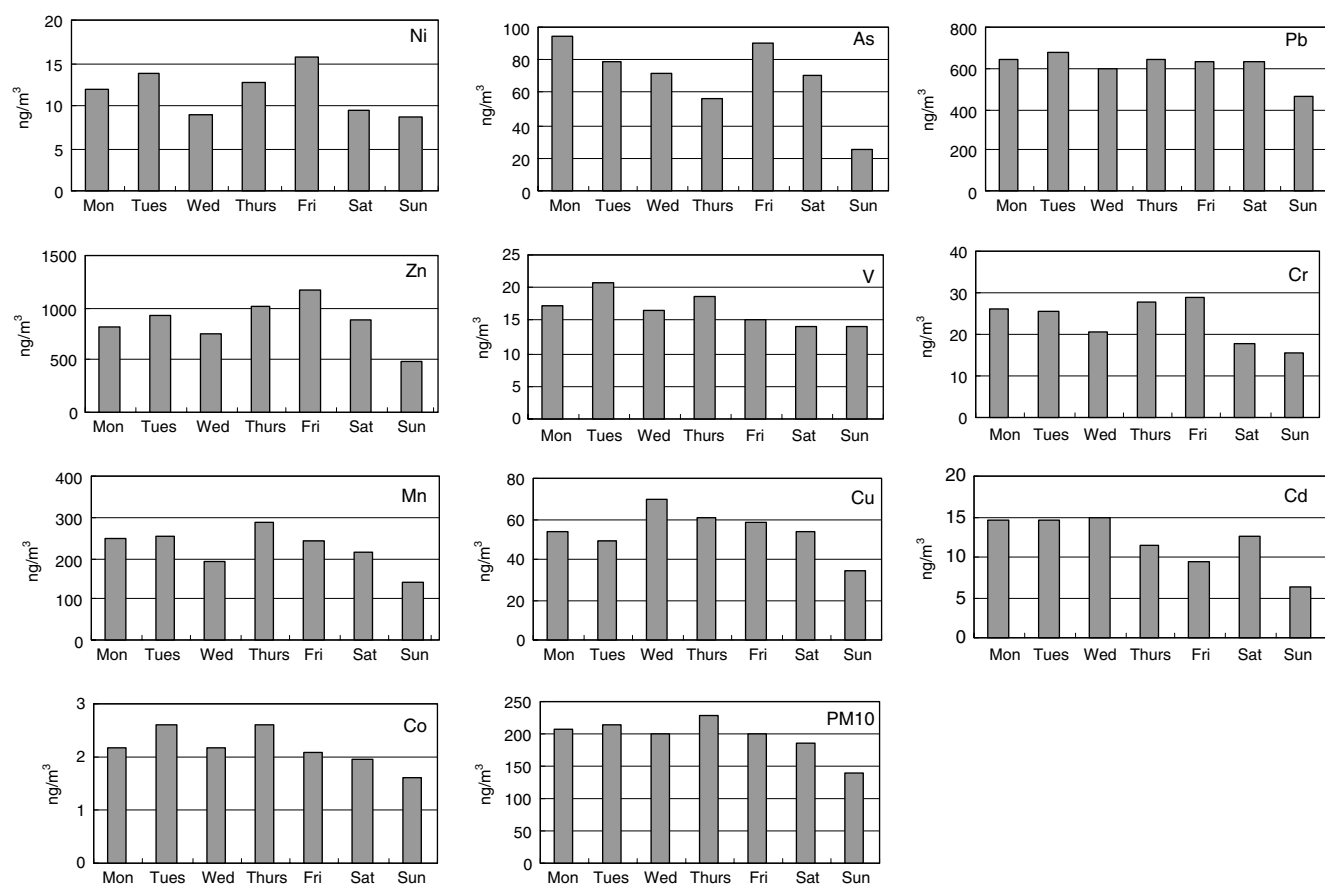 20
15
10
5
0
ng/m³
Ni
Mon Tues Wed Thurs Fri Sat Sun
100
80
60
40
20
0
ng/m³
As
Mon Tues Wed Thurs Fri Sat Sun
800
600
400
200
0
ng/m³
Pb
Mon Tues Wed Thurs Fri Sat Sun
1500
1000
500
0
ng/m³
Zn
Mon Tues Wed Thurs Fri Sat Sun
25
20
15
10
5
0
ng/m³
V
Mon Tues Wed Thurs Fri Sat Sun
40
30
20
10
0
ng/m³
Cr
Mon Tues Wed Thurs Fri Sat Sun
400
300
200
100
0
ng/m³
Mn
Mon Tues Wed Thurs Fri Sat Sun
80
60
40
20
0
ng/m³
Cu
Mon Tues Wed Thurs Fri Sat Sun
20
15
10
5
0
ng/m³
Cd
Mon Tues Wed Thurs Fri Sat Sun
3
2
1
0
ng/m³
Co
Mon Tues Wed Thurs Fri Sat Sun
250
200
150
100
50
0
ng/m³
PM10
Mon Tues Wed Thurs Fri Sat Sun